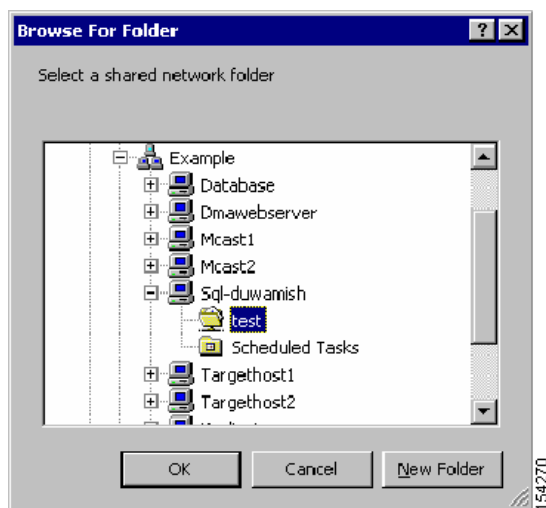 Browse For Folder
Select a shared network folder
Example
Database
Dmawebserver
Mcast1
Mcast2
Sql-duwamish
test
Scheduled Tasks
Targethost1
Targethost2
OK
Cancel
New Folder
154270